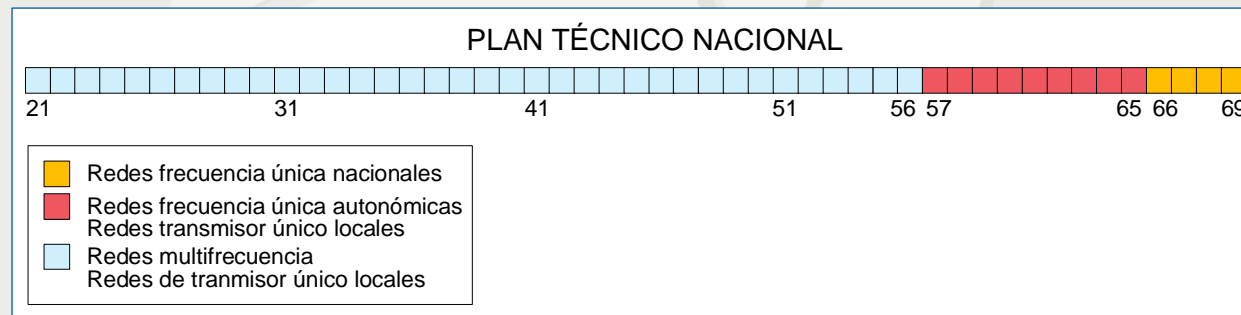 PLAN TÉCNICO NACIONAL
21 31 41 51 56 57 65 66 69
Redes frecuencia única nacionales
Redes frecuencia única autonómicas
Redes transmisor único locales
Redes multifrecuencia
Redes de tranmisor único locales